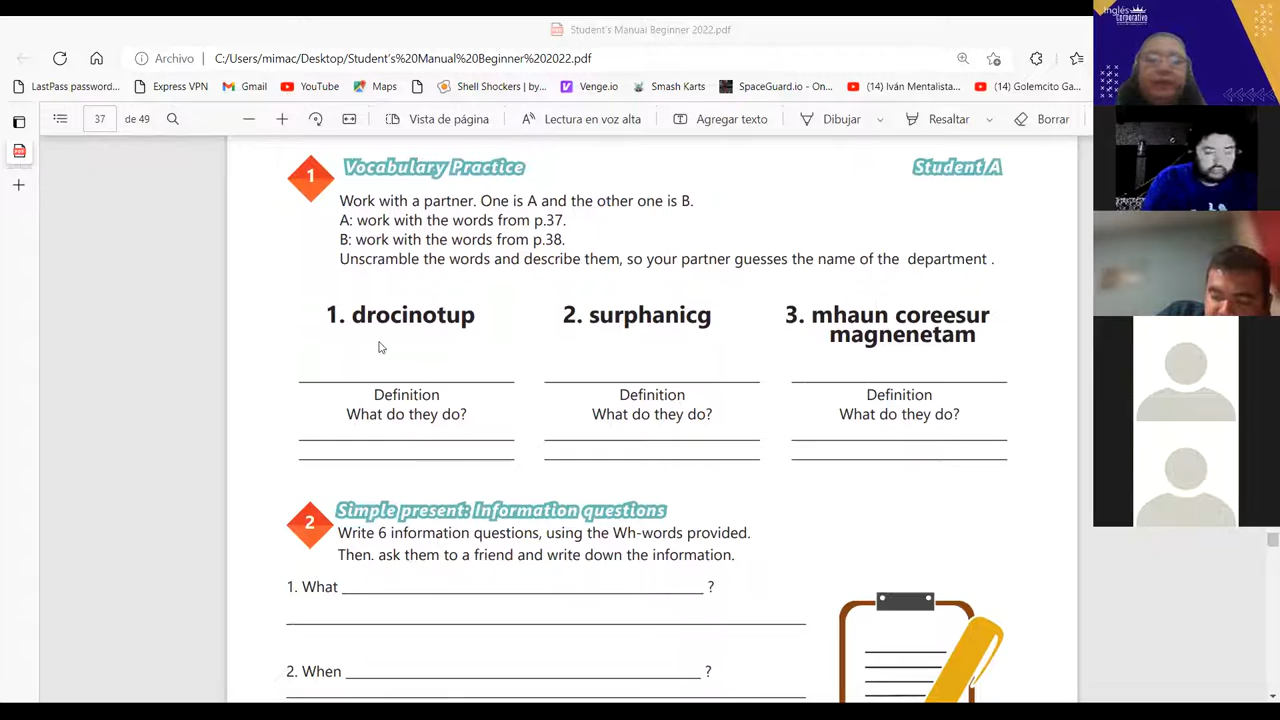 Student's Manual Beginner 2022.pdf
Archivo
C:/Users/mimac/Desktop/Student's%20Manual%20Beginner%202022.pdf
LastPass password...
Express VPN
Gmail
YouTube
Maps
Shell Shockers | by...
Venge.io
Smash Karts
SpaceGuard.io - On...
(14) Iván Mentalista...
(14) Golemcito Ga...
37
de 49
Vista de página
Lectura en voz alta
Agregar texto
Dibujar
Resaltar
Borrar
Inglés
Corporativo
1
Vocabulary Practice
Student A
Work with a partner. One is A and the other one is B.
A: work with the words from p.37.
B: work with the words from p.38.
Unscramble the words and describe them, so your partner guesses the name of the department .
1. drocinotup
2. surphanicg
3. mhaun coreesur
magnenetam
Definition
What do they do?
Definition
What do they do?
Definition
What do they do?
2
Simple present: Information questions
Write 6 information questions, using the Wh-words provided.
Then. ask them to a friend and write down the information.
1. What ?
2. When ?